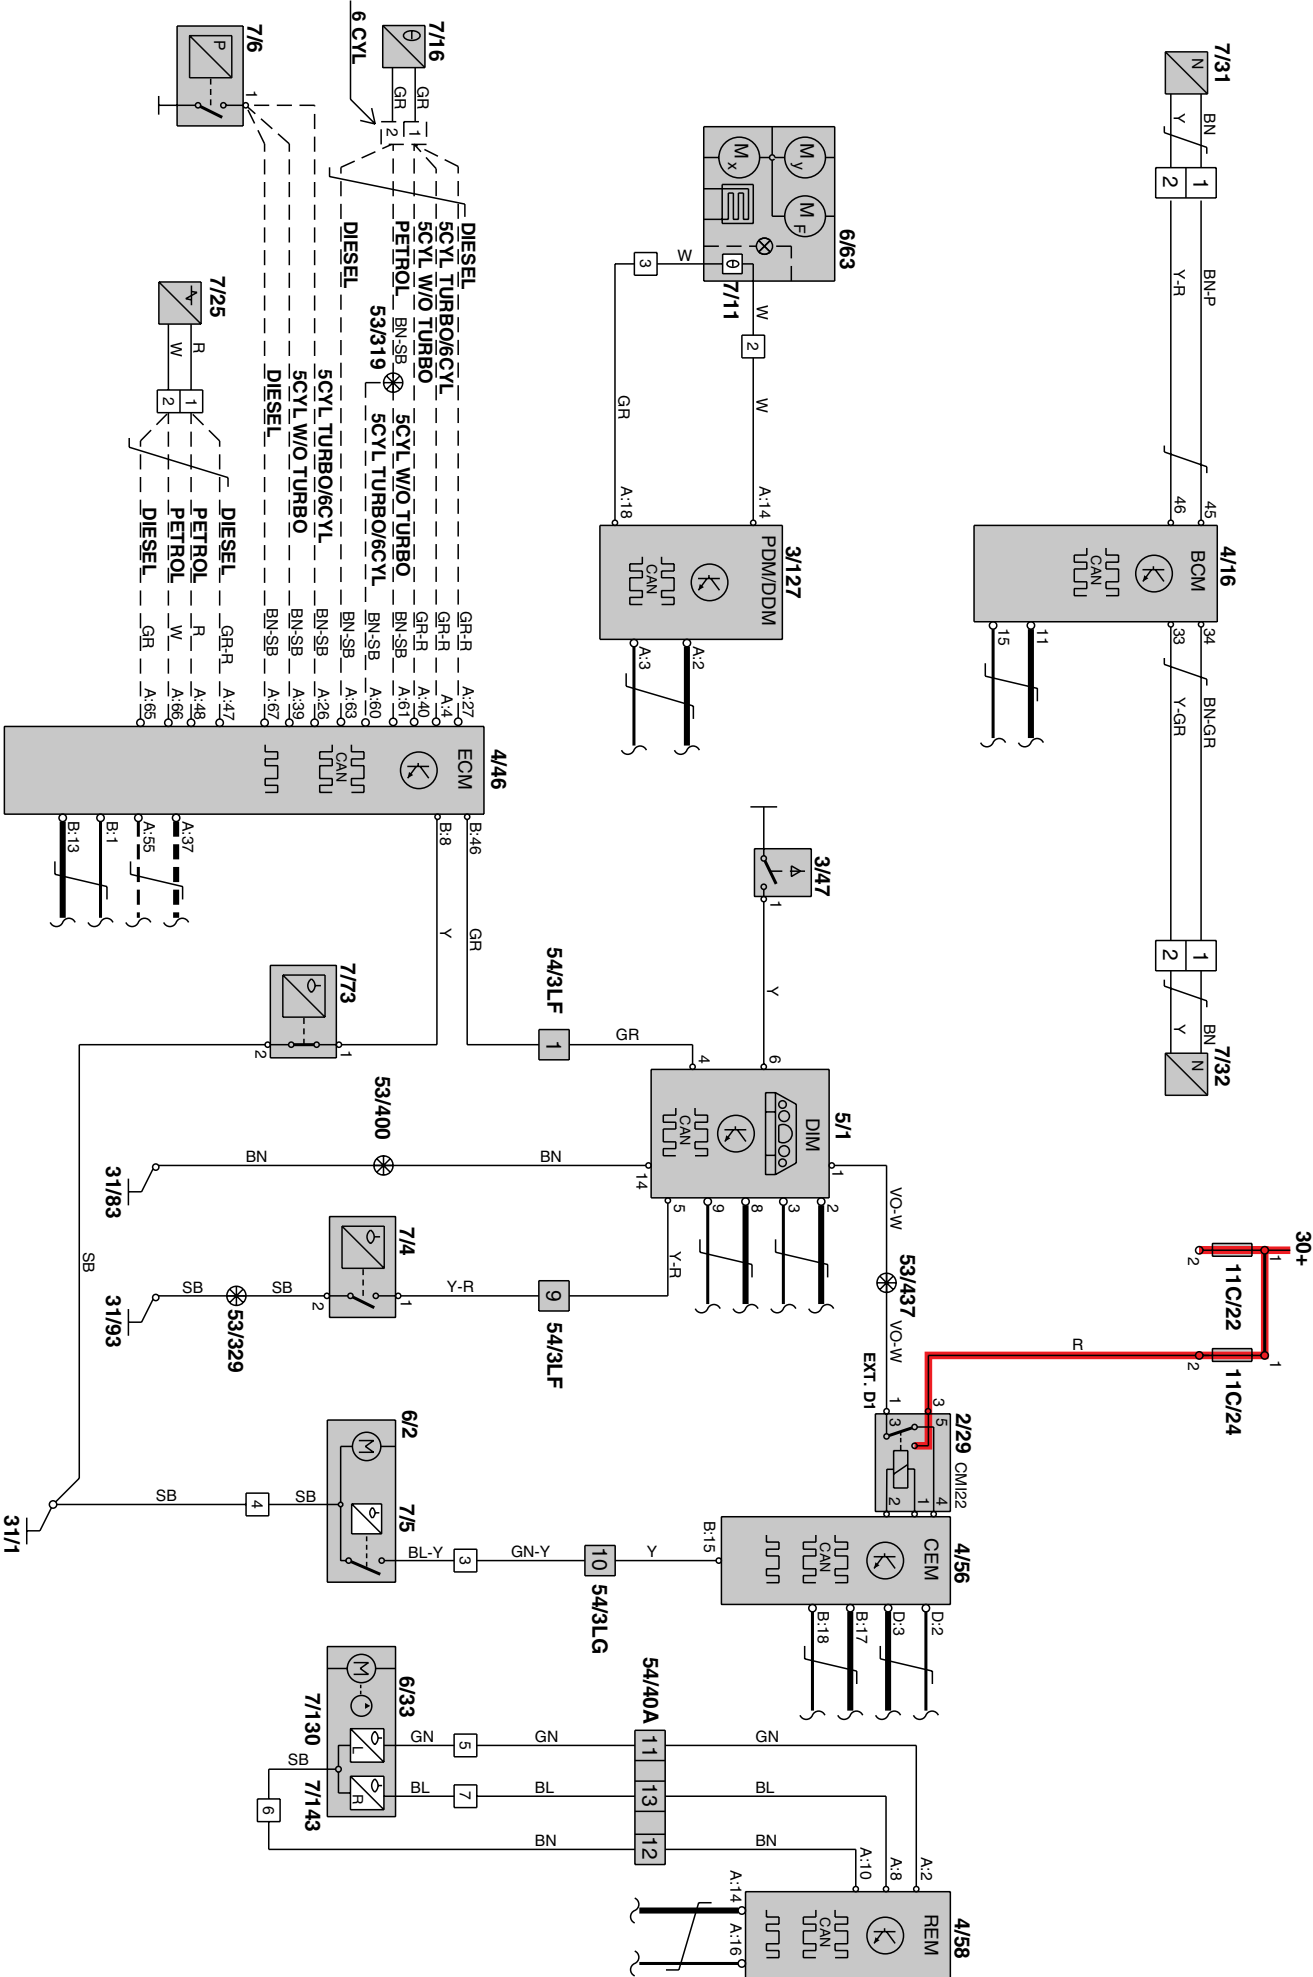 7/31
N
BN
Y
1
2
BN-P
Y-R
45
46
4/16
BCM
CAN
34
33
11
15
BN-GR
Y-GR
1
2
BN
Y
7/32
N
6/63
M y
M x
M F
θ
7/11
W
3
W
2
W
GR
A:14
A:18
3/127
PDM/DDM
CAN
A:2
A:3
3/47
1
Y
6
5/1
DIM
CAN
4
1
14
5
2
3
8
9
VO-W
53/437
VO-W
EXT. D1
30+
1
2
11C/22
1
2
11C/24
R
2/29
CMI22
1
3
3
5
2
1
4
4/56
CEM
CAN
B:15
D:2
D:3
B:17
B:18
7/16
θ
6 CYL
GR
GR
1
2
7/6
P
1
DIESEL
5CYL TURBO/6CYL
5CYL W/O TURBO
PETROL
DIESEL
BN-SB
53/319
5CYL W/O TURBO
5CYL TURBO/6CYL
5CYL TURBO/6CYL
5CYL W/O TURBO
DIESEL
7/25
R
W
1
2
DIESEL
PETROL
PETROL
DIESEL
GR-R
GR-R
GR-R
BN-SB
BN-SB
BN-SB
BN-SB
BN-SB
BN-SB
GR-R
R
W
GR
A:27
A:4
A:40
A:61
A:60
A:63
A:26
A:39
A:67
A:47
A:48
A:66
A:65
4/46
ECM
CAN
B:46
B:8
A:37
A:55
B:1
B:13
GR
Y
54/3LF
1
GR
7/73
1
2
SB
53/400
BN
BN
31/83
Y-R
9
54/3LF
Y-R
7/4
1
2
SB
53/329
SB
31/93
6/2
M
7/5
BL-Y
3
GN-Y
10
54/3LG
Y
SB
4
SB
31/1
6/33
M
L
R
7/130
7/143
GN
5
GN
BL
7
BL
SB
6
BN
54/40A
11
13
12
GN
BL
BN
A:2
A:8
A:10
4/58
REM
CAN
A:14
A:16